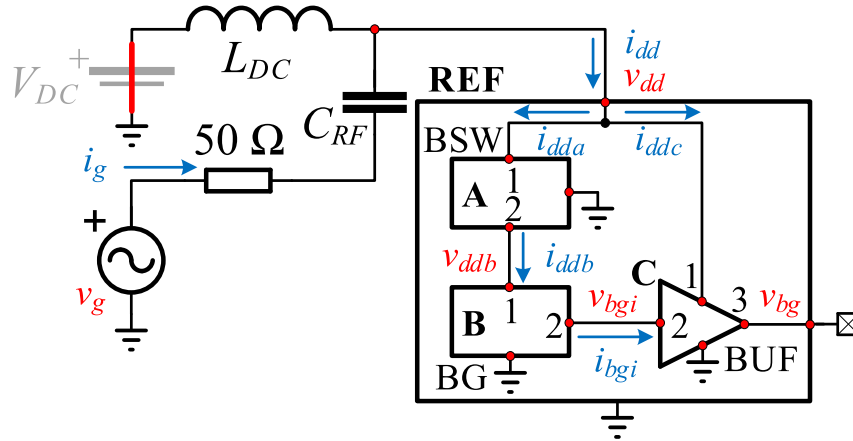 +
V_DC
L_DC
C_RF
50 Ω
i_g
+
v_g
i_dd
v_dd
REF
i_dda
i_ddc
BSW
A
1
2
v_ddb
i_ddb
B
1
2
BG
v_bgi
i_bgi
C
1
2
3
BUF
v_bg